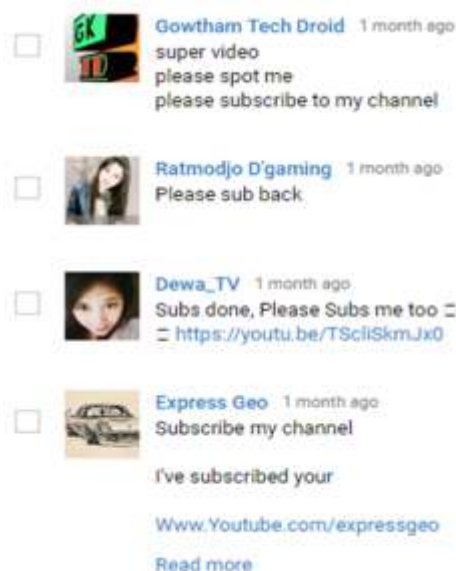 GK
TD
Gowtham Tech Droid 1 month ago
super video
please spot me
please subscribe to my channel
Ratmodjo D'gaming 1 month ago
Please sub back
Dewa_TV 1 month ago
Subs done, Please Subs me too
https://youtu.be/TScliSkmJx0
Express Geo 1 month ago
Subscribe my channel
I've subscribed your
Www.Youtube.com/expressgeo
Read more